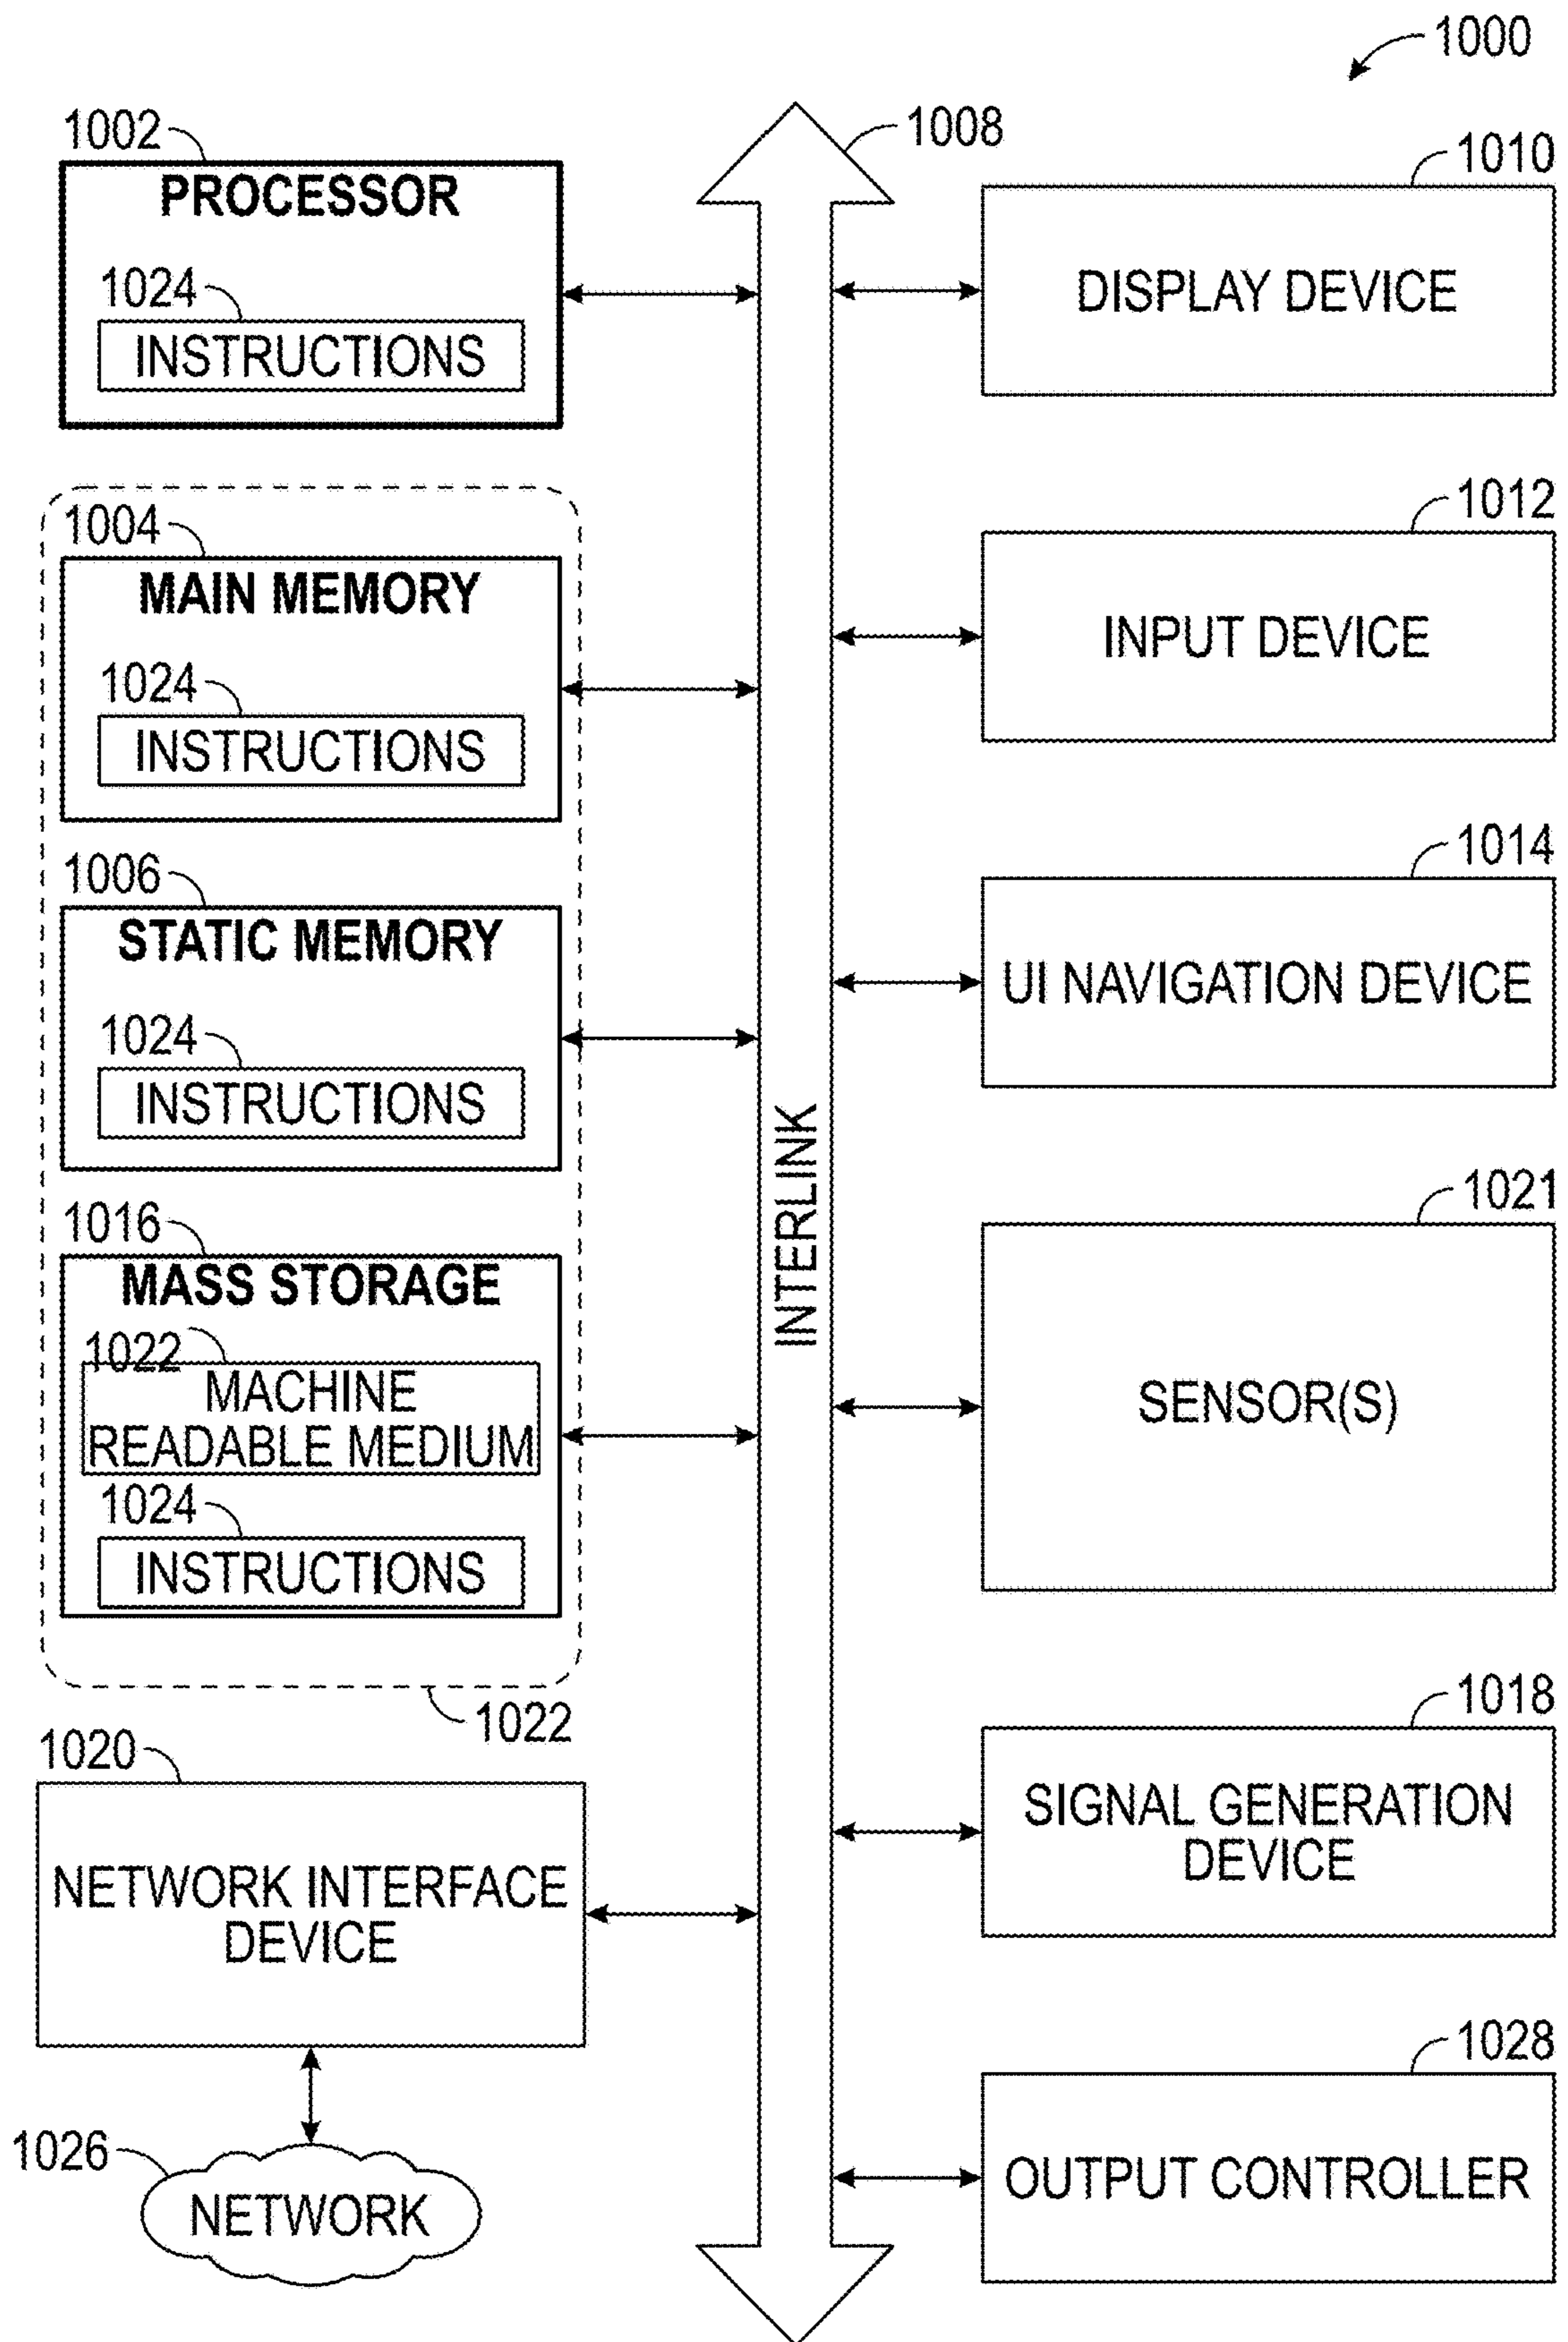 1000
1002
PROCESSOR
1024
INSTRUCTIONS
1004
MAIN MEMORY
1024
INSTRUCTIONS
1006
STATIC MEMORY
1024
INSTRUCTIONS
1016
MASS STORAGE
1022
MACHINE
READABLE MEDIUM
1024
INSTRUCTIONS
1022
1020
NETWORK INTERFACE
DEVICE
1026
NETWORK
1008
INTERLINK
1010
DISPLAY DEVICE
1012
INPUT DEVICE
1014
UI NAVIGATION DEVICE
1021
SENSOR(S)
1018
SIGNAL GENERATION
DEVICE
1028
OUTPUT CONTROLLER